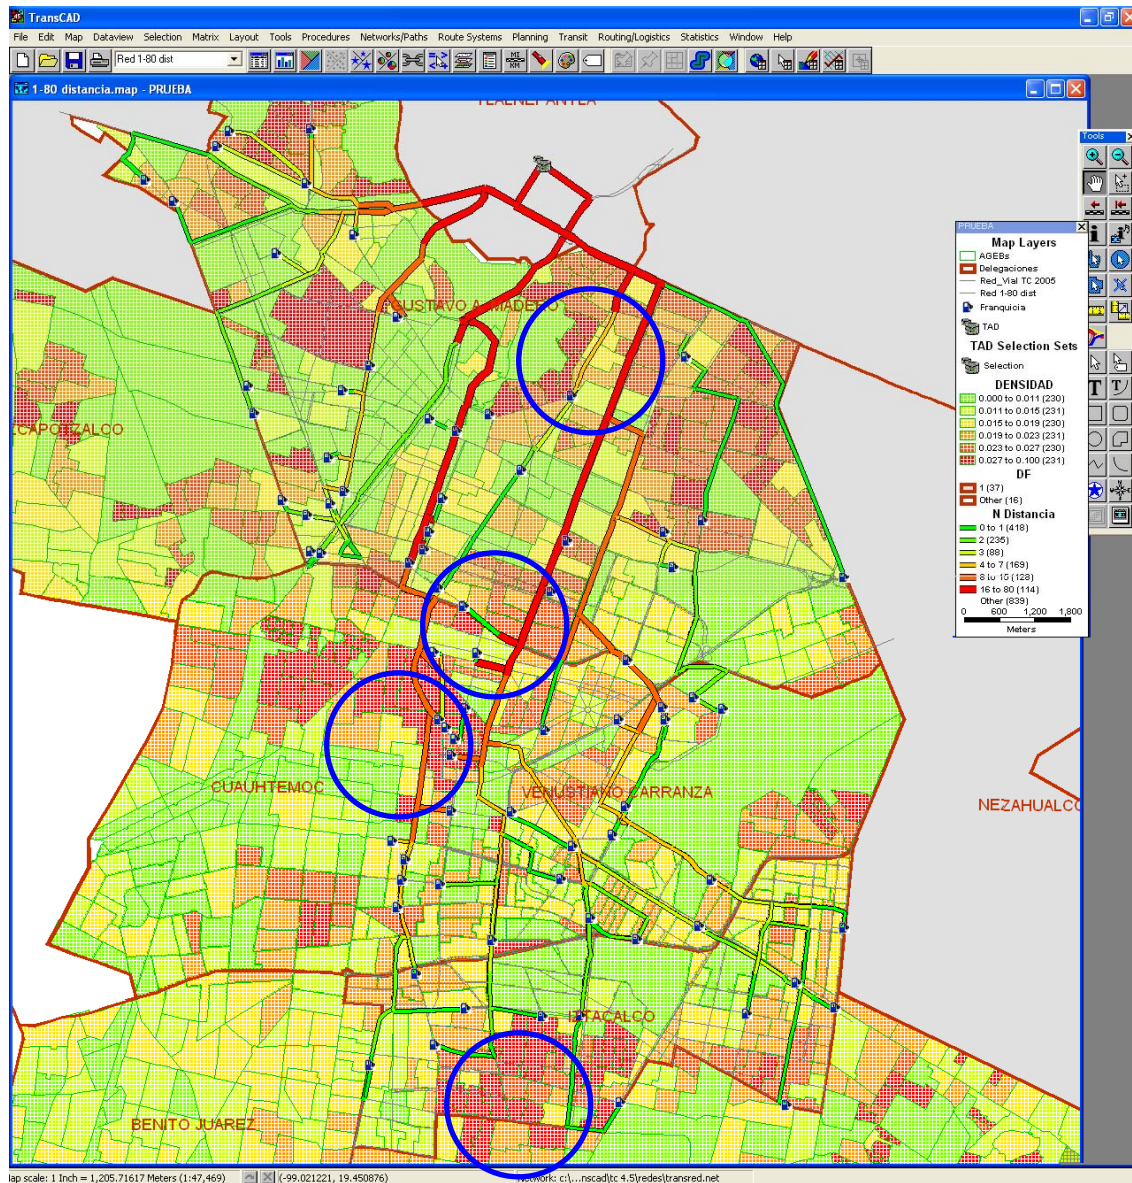 TransCAD
File Edit Map Dataview Selection Matrix Layout Tools Procedures Networks/Paths Route Systems Planning Transit Routing/Logistics Statistics Window Help
Red 1-80 dist
1-80 distancia.map - PRUEBA
TLALNEPANTLA
Tools
PRUEBA
Map Layers
AGEBs
Delegaciones
Red_Vial TC 2005
Red 1-80 dist
Franquicia
TAD
TAD Selection Sets
Selection
DENSIDAD
0.000 to 0.011 (230)
0.011 to 0.015 (231)
0.015 to 0.019 (230)
0.019 to 0.023 (231)
0.023 to 0.027 (230)
0.027 to 0.100 (231)
DF
1 (37)
Other (16)
N Distancia
0 to 1 (418)
2 (235)
3 (88)
4 to 7 (169)
8 to 15 (128)
16 to 80 (114)
Other (839)
0 600 1,200 1,800
Meters
GUSTAVO A. MADERO
CAPOTZALCO
CUAUHTEMOC
VENUSTIANO CARRANZA
NEZAHUALCO
IZTACALCO
BENITO JUAREZ
ap scale: 1 Inch = 1,205.71617 Meters (1:47,469) (-99.021221, 19.450876) Network: c:\...nscad\tc 4.5\redes\transred.net